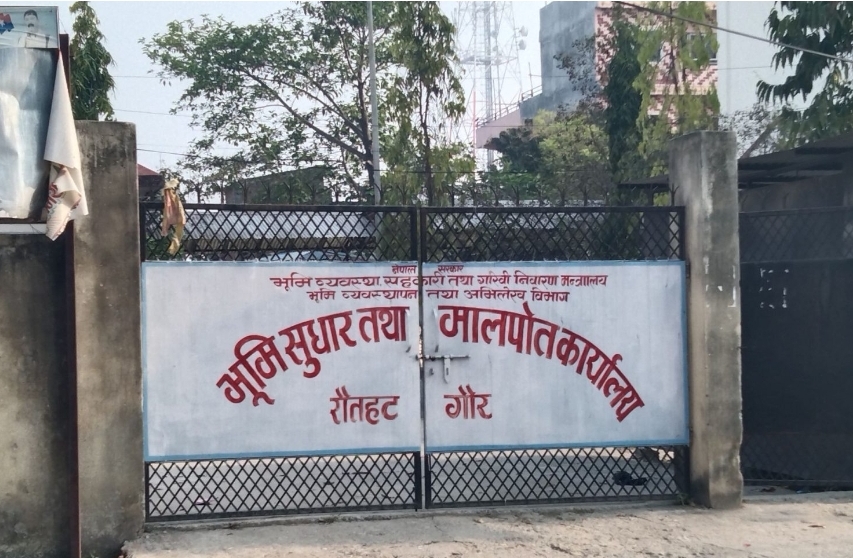 नेपाल सरकार
भूमि व्यवस्था, सहकारी तथा गरिवी निवारण मन्त्रालय
भूमि व्यवस्थापन तथा अभिलेख विभाग
भूमि सुधार तथा मालपोत कार्यालय
रौतहट गौर